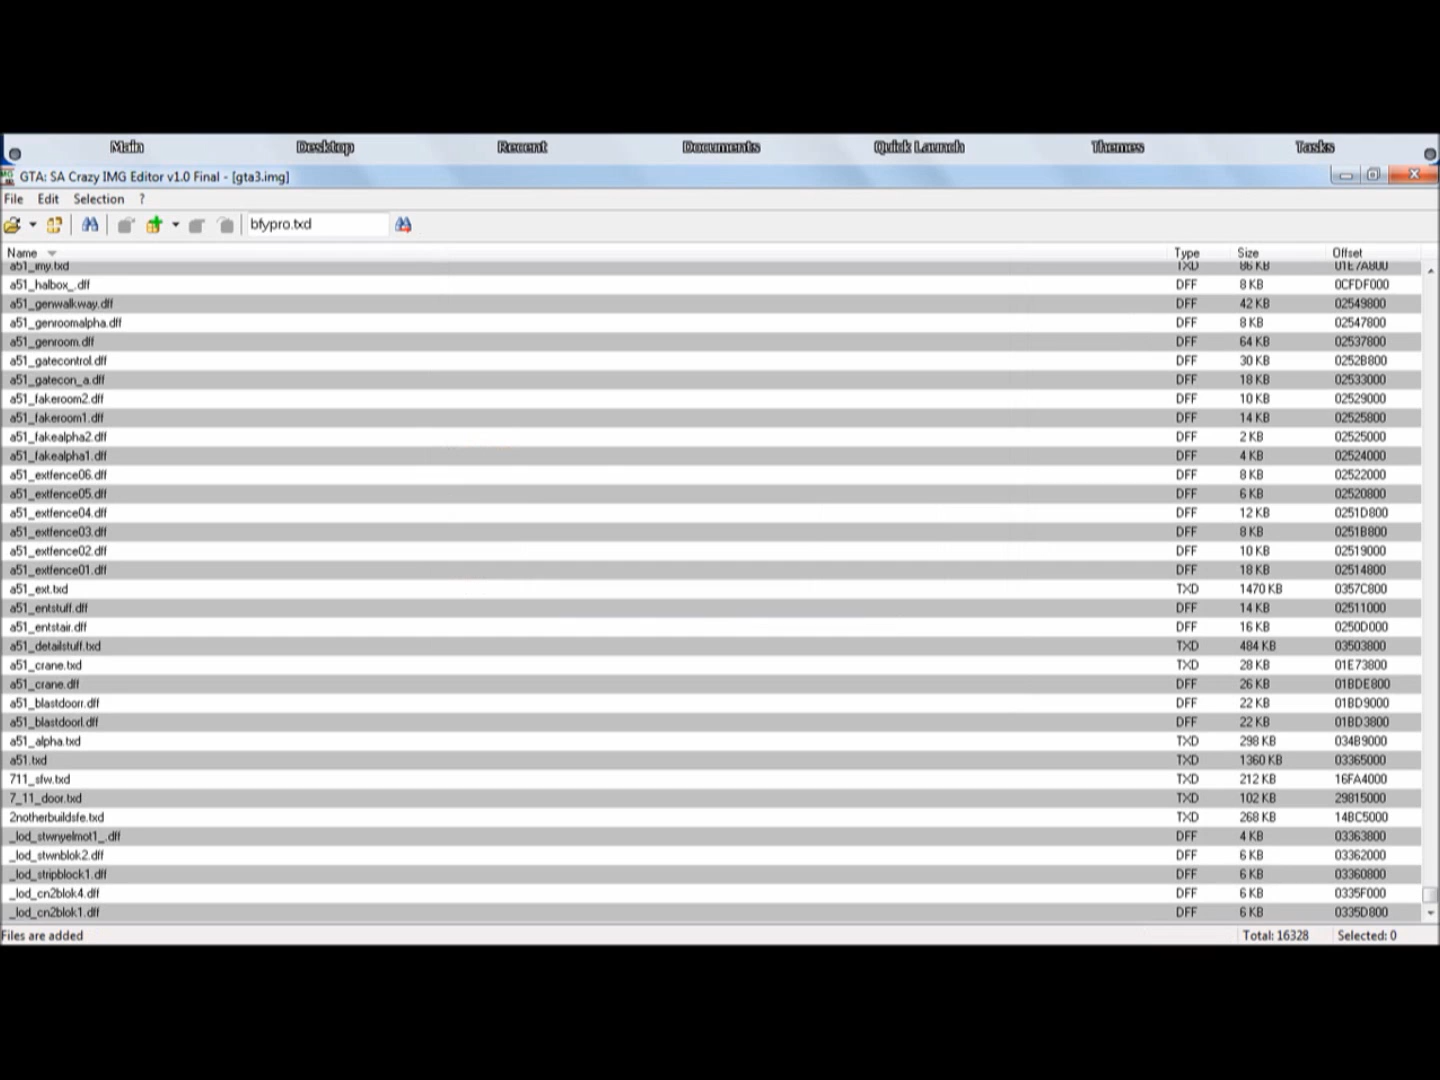 Main Desktop Recent Documents Quick Launch Themes Tasks
GTA: SA Crazy IMG Editor v1.0 Final - [gta3.img]
File Edit Selection ?
bfypro.txd
Name Type Size Offset
a51_imy.txd TXD 86 KB 01E7A800
a51_halbox_.dff DFF 8 KB 0CFDF000
a51_genwalkway.dff DFF 42 KB 02549800
a51_genroomalpha.dff DFF 8 KB 02547800
a51_genroom.dff DFF 64 KB 02537800
a51_gatecontrol.dff DFF 30 KB 0252B800
a51_gatecon_a.dff DFF 18 KB 02533000
a51_fakeroom2.dff DFF 10 KB 02529000
a51_fakeroom1.dff DFF 14 KB 02525800
a51_fakealpha2.dff DFF 2 KB 02525000
a51_fakealpha1.dff DFF 4 KB 02524000
a51_extfence06.dff DFF 8 KB 02522000
a51_extfence05.dff DFF 6 KB 02520800
a51_extfence04.dff DFF 12 KB 0251D800
a51_extfence03.dff DFF 8 KB 0251B800
a51_extfence02.dff DFF 10 KB 02519000
a51_extfence01.dff DFF 18 KB 02514800
a51_ext.txd TXD 1470 KB 0357C800
a51_entstuff.dff DFF 14 KB 02511000
a51_entstair.dff DFF 16 KB 0250D000
a51_detailstuff.txd TXD 484 KB 03503800
a51_crane.txd TXD 28 KB 01E73800
a51_crane.dff DFF 26 KB 01BDE800
a51_blastdoorr.dff DFF 22 KB 01BD9000
a51_blastdoorl.dff DFF 22 KB 01BD3800
a51_alpha.txd TXD 298 KB 034B9000
a51.txd TXD 1360 KB 03365000
711_sfw.txd TXD 212 KB 16FA4000
7_11_door.txd TXD 102 KB 29815000
2notherbuildsfe.txd TXD 268 KB 14BC5000
_lod_stwnyelmot1_.dff DFF 4 KB 03363800
_lod_stwnblok2.dff DFF 6 KB 03362000
_lod_stripblock1.dff DFF 6 KB 03360800
_lod_cn2blok4.dff DFF 6 KB 0335F000
_lod_cn2blok1.dff DFF 6 KB 0335D800
Files are added Total: 16328 Selected: 0